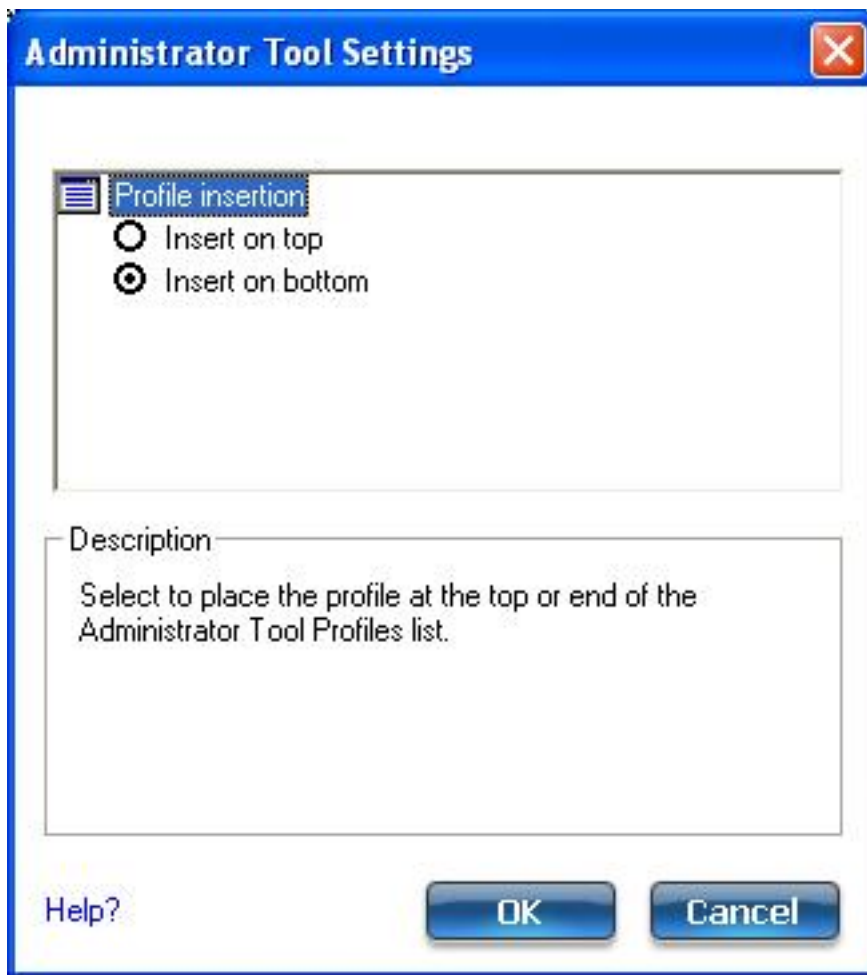 Administrator Tool Settings
Profile insertion
Insert on top
Insert on bottom
Description
Select to place the profile at the top or end of the
Administrator Tool Profiles list.
Help?
OK
Cancel